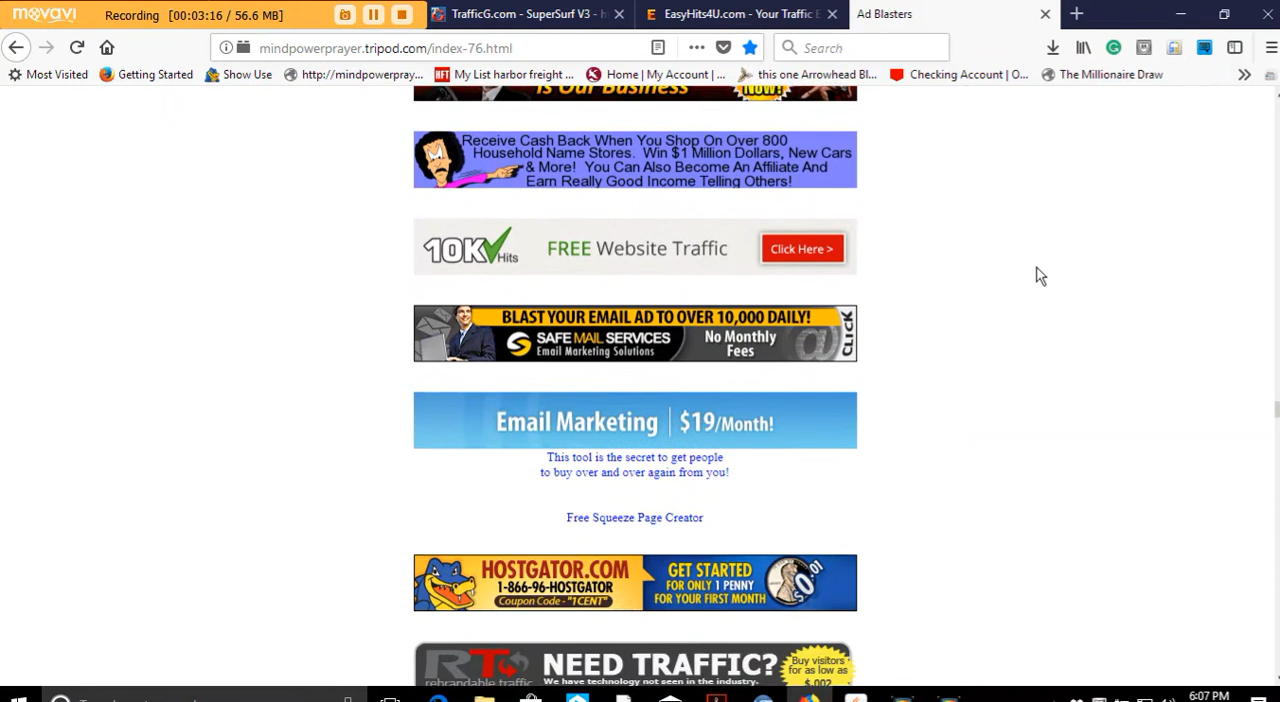 movavi Recording [00:03:16 / 56.6 MB]
TrafficG.com - SuperSurf V3 - h
EasyHits4U.com - Your Traffic E
Ad Blasters
mindpowerprayer.tripod.com/index-76.html
Search
Most Visited
Getting Started
Show Use
http://mindpowerpray...
HFT
My List harbor freight ...
Home | My Account | ...
this one Arrowhead Bl...
Checking Account | O...
The Millionaire Draw
Is Our Business NOW!
Receive Cash Back When You Shop On Over 800
Household Name Stores. Win $1 Million Dollars, New Cars
& More! You Can Also Become An Affiliate And
Earn Really Good Income Telling Others!
10K Hits
FREE Website Traffic
Click Here >
BLAST YOUR EMAIL AD TO OVER 10,000 DAILY!
SAFE MAIL SERVICES
Email Marketing Solutions
No Monthly
Fees
@
CLICK
Email Marketing | $19/Month!
This tool is the secret to get people
to buy over and over again from you!
Free Squeeze Page Creator
HOSTGATOR.COM
1-866-96-HOSTGATOR
Coupon Code - "1CENT"
GET STARTED
FOR ONLY 1 PENNY
FOR YOUR FIRST MONTH
$0.01
RT
rebrandable traffic
NEED TRAFFIC?
We have technology not seen in the industry.
Buy visitors
for as low as
$.002
6:07 PM